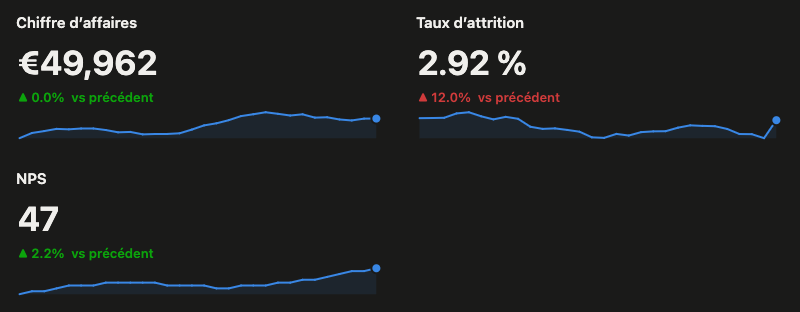 Chiffre d’affaires
€49,962
▲ 0.0% vs précédent
Taux d’attrition
2.92 %
▲ 12.0% vs précédent
NPS
47
▲ 2.2% vs précédent